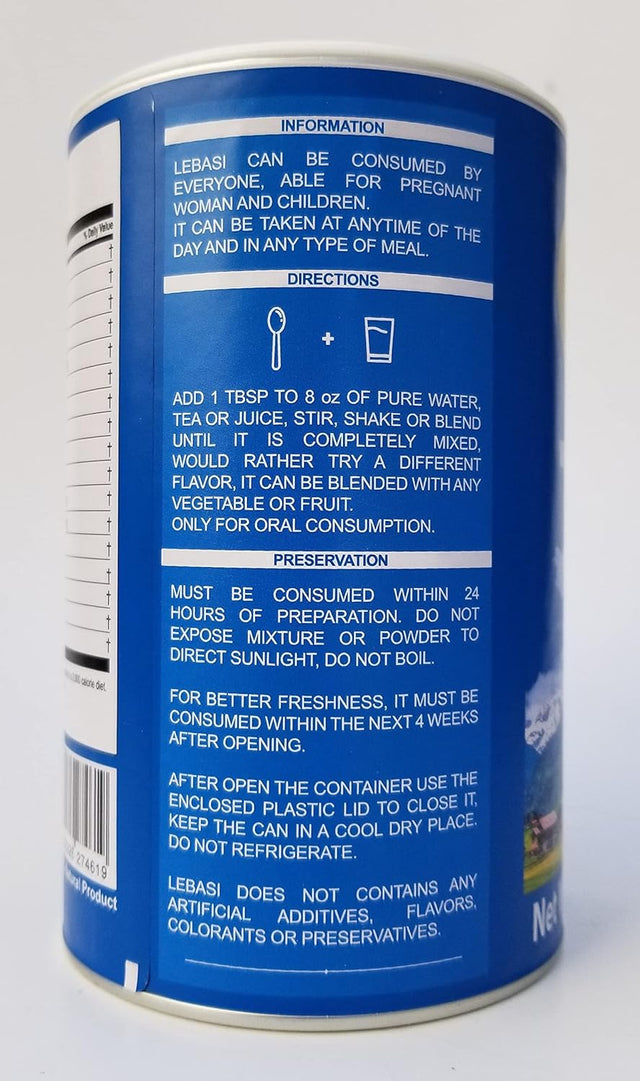 % Daily Value
INFORMATION
LEBASI CAN BE CONSUMED BY
EVERYONE, ABLE FOR PREGNANT
WOMAN AND CHILDREN.
IT CAN BE TAKEN AT ANYTIME OF THE
DAY AND IN ANY TYPE OF MEAL.
DIRECTIONS
+
ADD 1 TBSP TO 8 oz OF PURE WATER,
TEA OR JUICE, STIR, SHAKE OR BLEND
UNTIL IT IS COMPLETELY MIXED,
WOULD RATHER TRY A DIFFERENT
FLAVOR, IT CAN BE BLENDED WITH ANY
VEGETABLE OR FRUIT.
ONLY FOR ORAL CONSUMPTION.
PRESERVATION
MUST BE CONSUMED WITHIN 24
HOURS OF PREPARATION. DO NOT
EXPOSE MIXTURE OR POWDER TO
DIRECT SUNLIGHT, DO NOT BOIL.
FOR BETTER FRESHNESS, IT MUST BE
CONSUMED WITHIN THE NEXT 4 WEEKS
AFTER OPENING.
AFTER OPEN THE CONTAINER USE THE
ENCLOSED PLASTIC LID TO CLOSE IT,
KEEP THE CAN IN A COOL DRY PLACE.
DO NOT REFRIGERATE.
LEBASI DOES NOT CONTAINS ANY
ARTIFICIAL ADDITIVES, FLAVORS,
COLORANTS OR PRESERVATIVES.
calorie diet.
274619
Product
Net